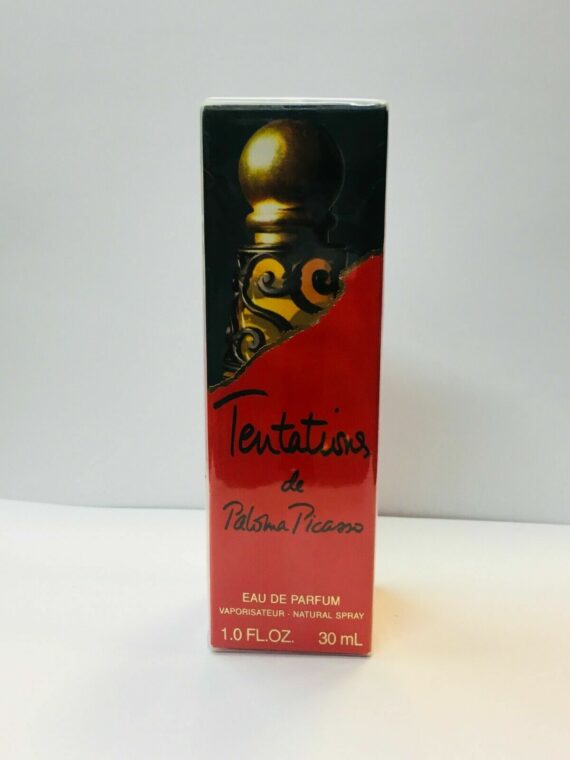 Tentations
de
Paloma Picasso
EAU DE PARFUM
VAPORISATEUR - NATURAL SPRAY
1.0 FL.OZ. 30 mL